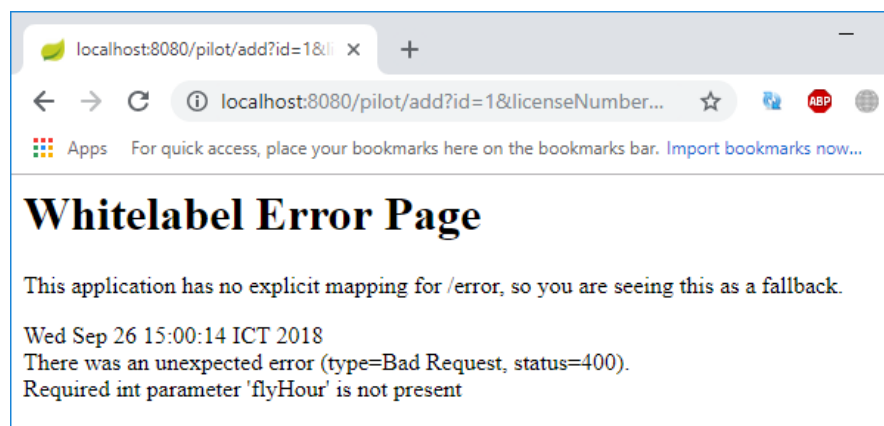 localhost:8080/pilot/add?id=1&li
localhost:8080/pilot/add?id=1&licenseNumber...
ABP
Apps For quick access, place your bookmarks here on the bookmarks bar. Import bookmarks now...
Whitelabel Error Page
This application has no explicit mapping for /error, so you are seeing this as a fallback.
Wed Sep 26 15:00:14 ICT 2018
There was an unexpected error (type=Bad Request, status=400).
Required int parameter 'flyHour' is not present